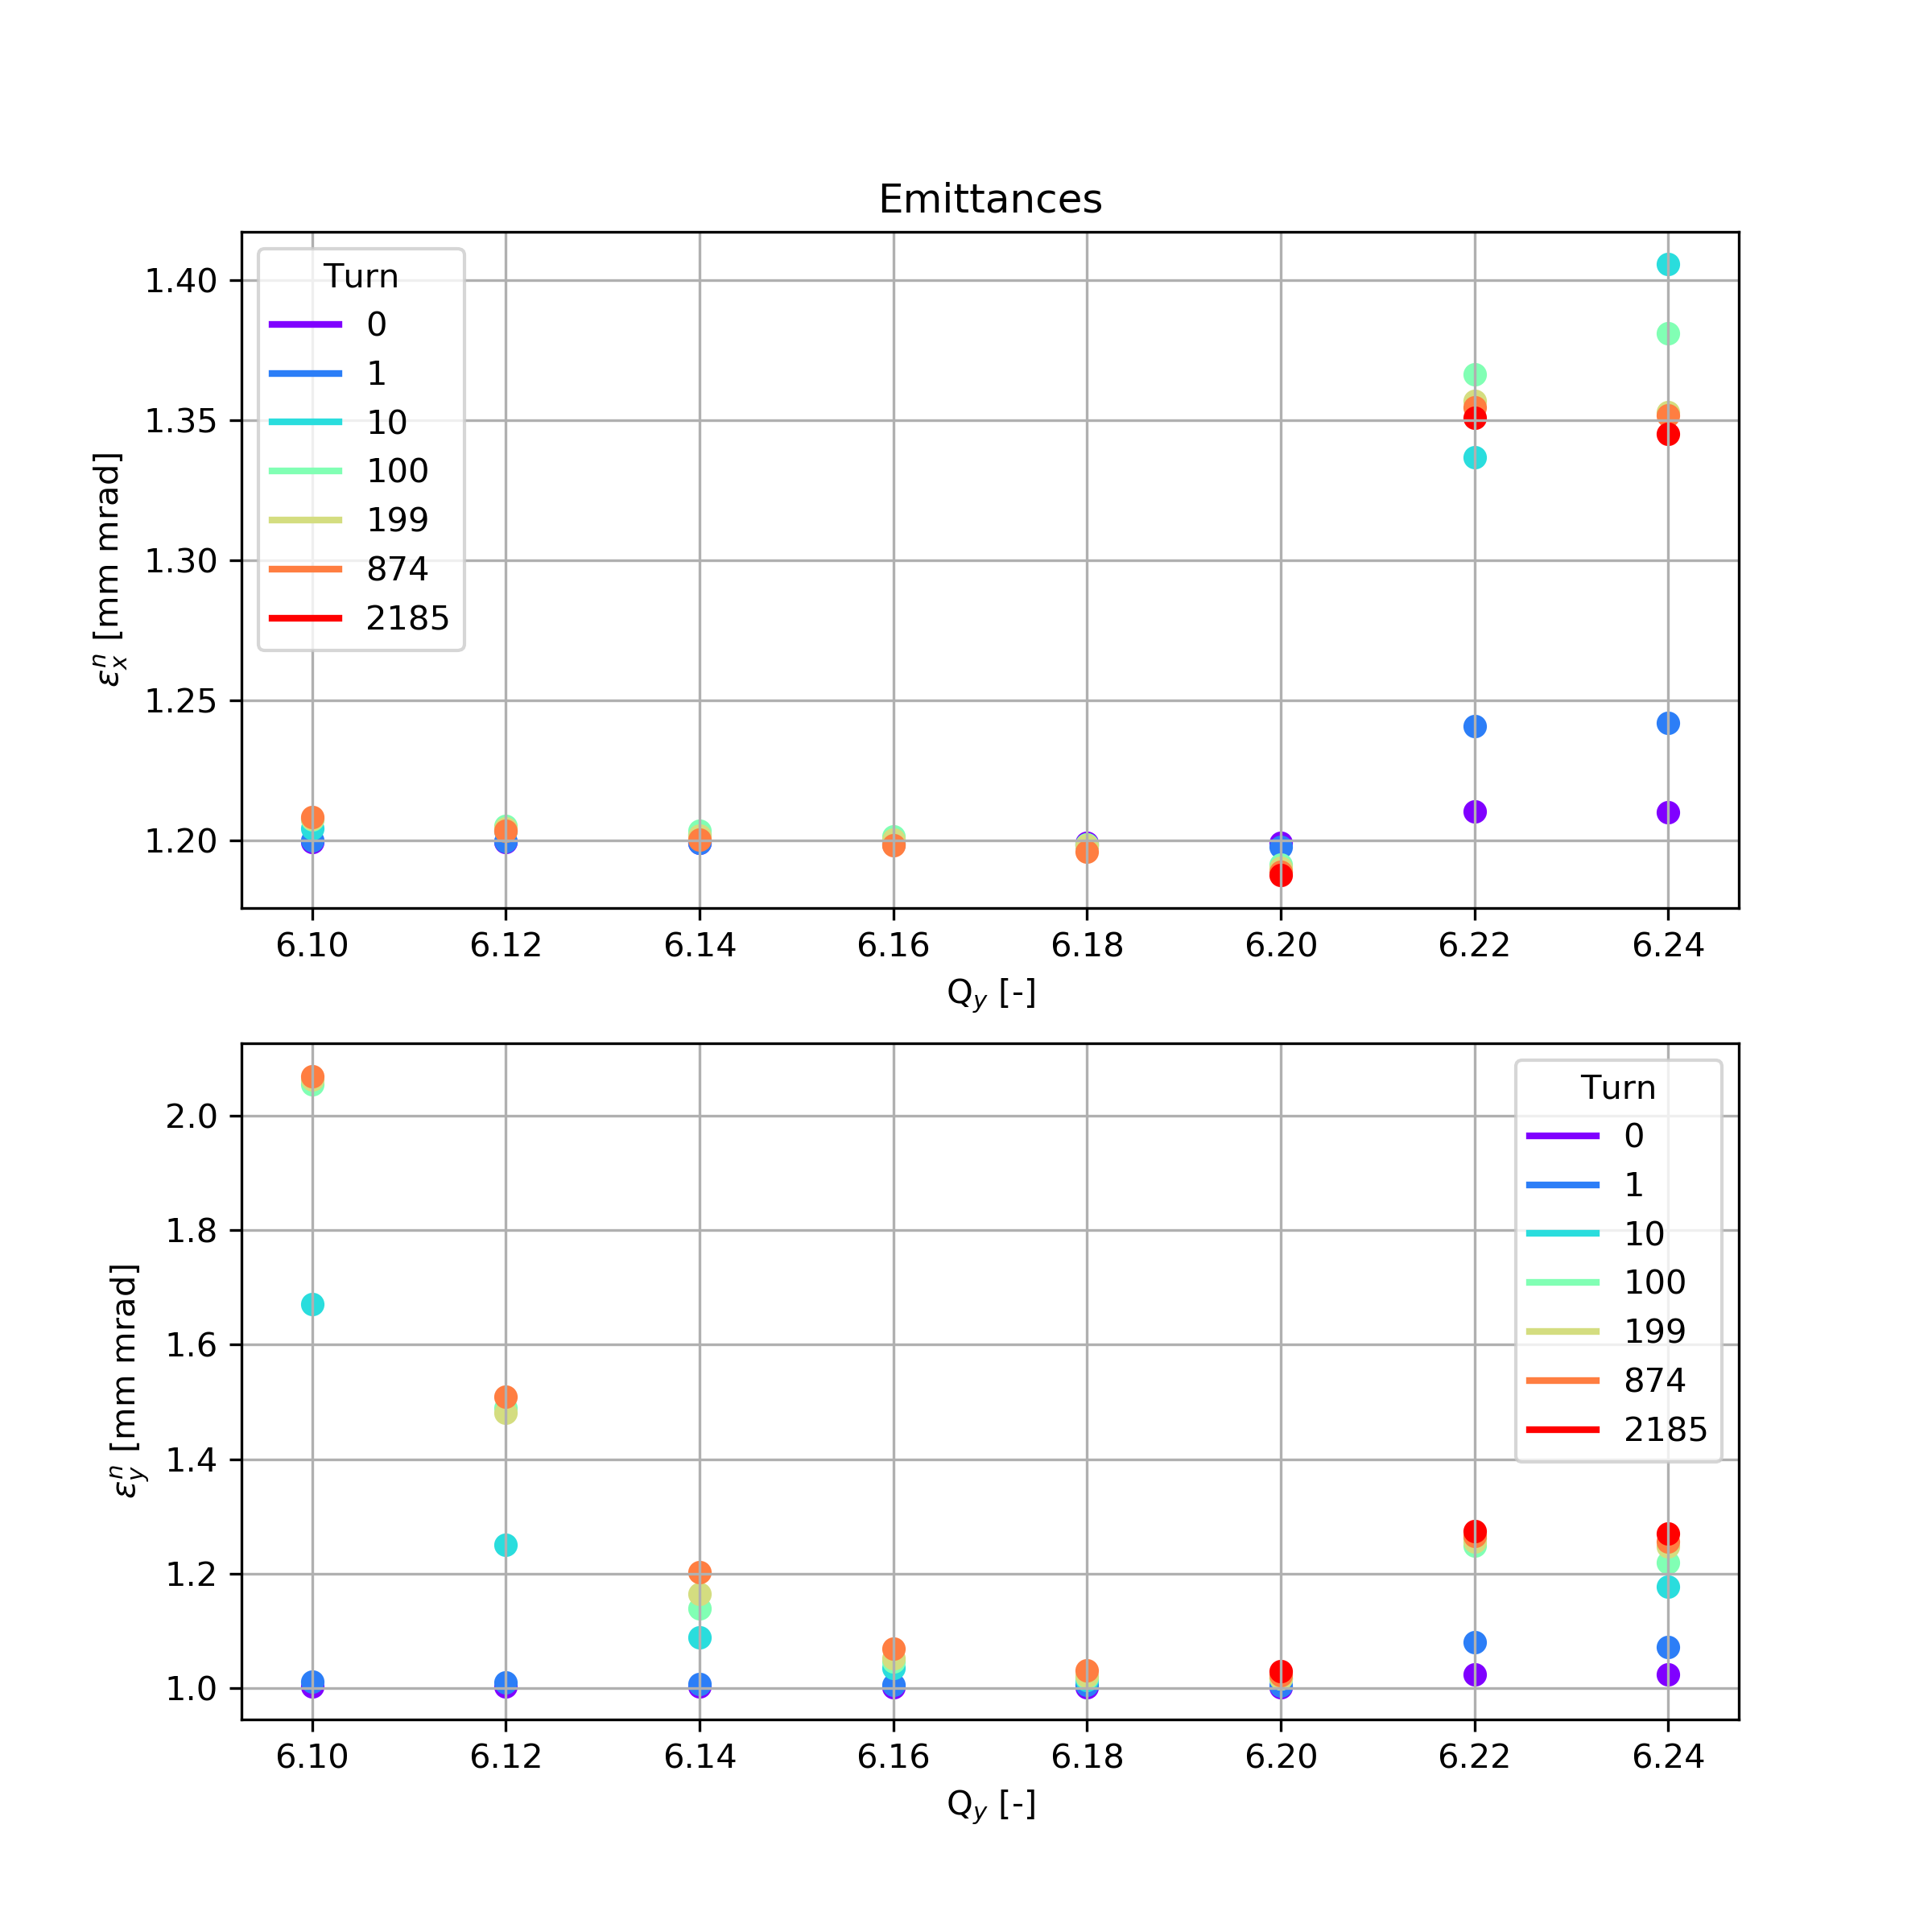 Emittances
1.40
1.35
1.30
1.25
1.20
ε_x^n [mm mrad]
Turn
0
1
10
100
199
874
2185
6.10 6.12 6.14 6.16 6.18 6.20 6.22 6.24
Q_y [-]
2.0
1.8
1.6
1.4
1.2
1.0
ε_y^n [mm mrad]
Turn
0
1
10
100
199
874
2185
6.10 6.12 6.14 6.16 6.18 6.20 6.22 6.24
Q_y [-]